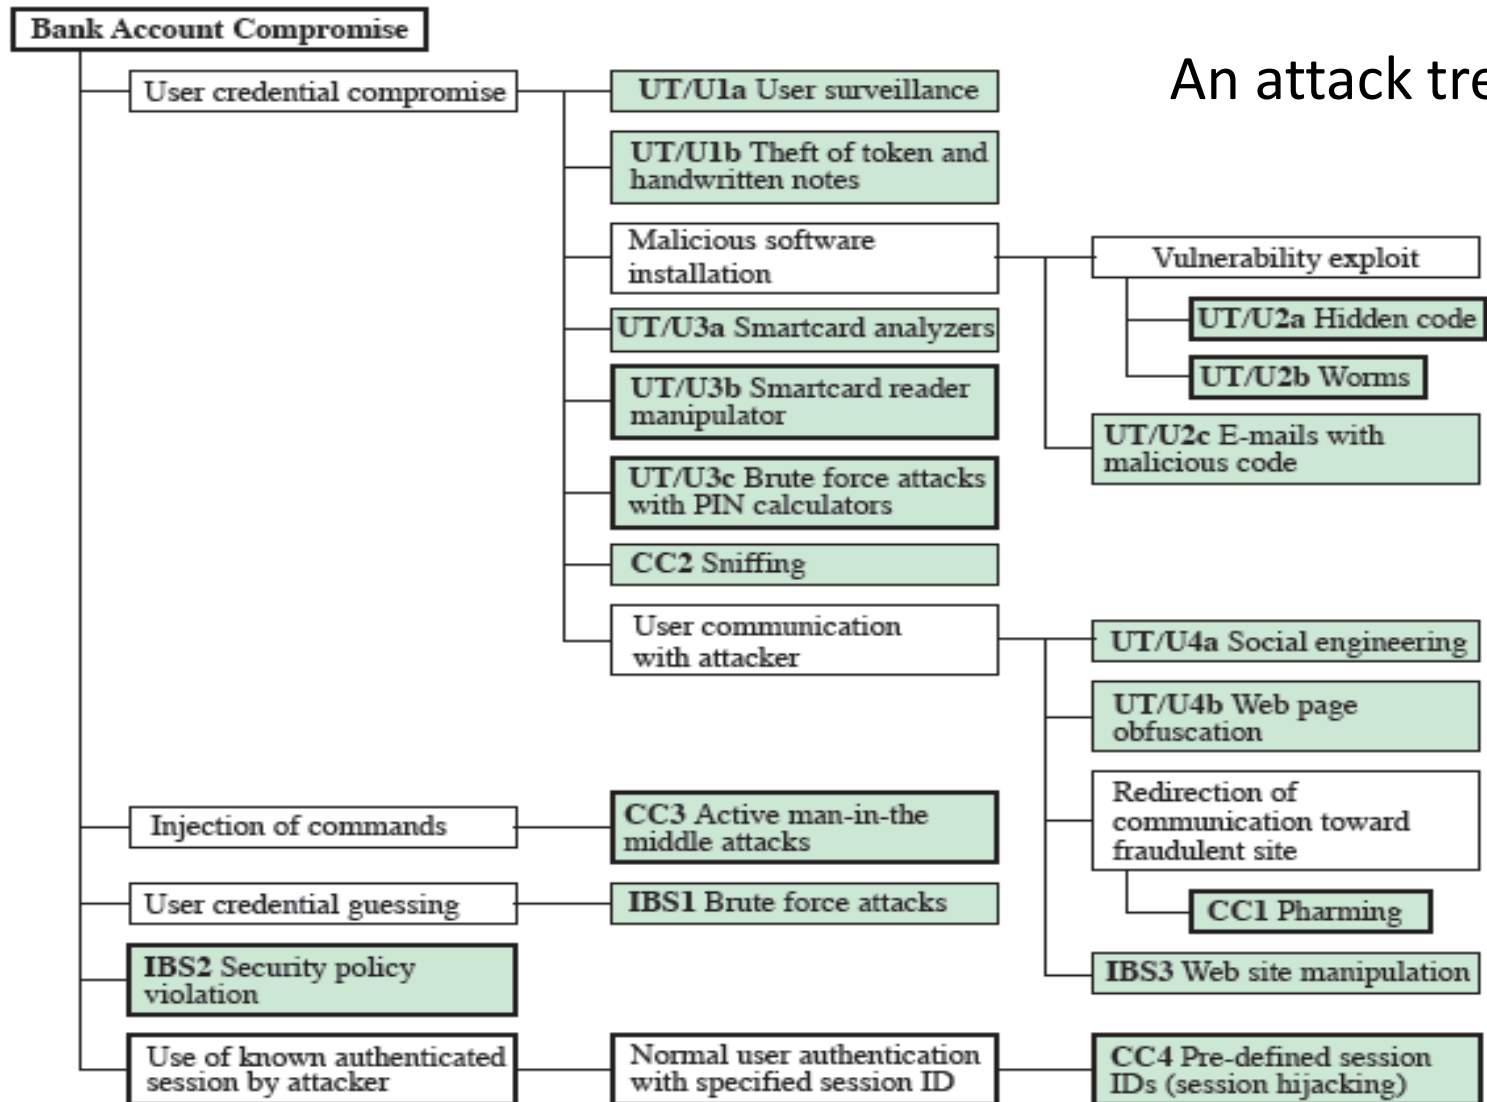 Bank Account Compromise
An attack tre
User credential compromise
UT/U1a User surveillance
UT/U1b Theft of token and
handwritten notes
Malicious software
installation
Vulnerability exploit
UT/U2a Hidden code
UT/U2b Worms
UT/U2c E-mails with
malicious code
UT/U3a Smartcard analyzers
UT/U3b Smartcard reader
manipulator
UT/U3c Brute force attacks
with PIN calculators
CC2 Sniffing
User communication
with attacker
UT/U4a Social engineering
UT/U4b Web page
obfuscation
Redirection of
communication toward
fraudulent site
CC1 Pharming
IBS3 Web site manipulation
Injection of commands
CC3 Active man-in-the
middle attacks
User credential guessing
IBS1 Brute force attacks
IBS2 Security policy
violation
Use of known authenticated
session by attacker
Normal user authentication
with specified session ID
CC4 Pre-defined session
IDs (session hijacking)